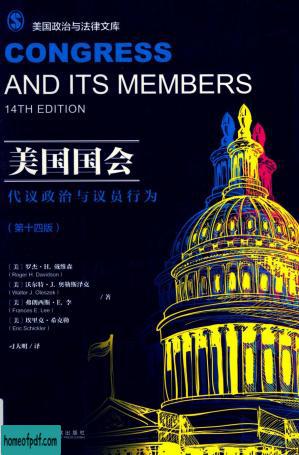 美国政治与法律文库
CONGRESS
AND ITS MEMBERS
14TH EDITION
美国国会
代议政治与议员行为
(第十四版)
〔美〕罗杰·H. 戴维森
(Roger H. Davidson)
〔美〕沃尔特·J. 奥勒斯泽克
(Walter J. Oleszek)
〔美〕弗朗西斯·E. 李
(Frances E. Lee)
〔美〕埃里克·希克勒
(Eric Schickler)
/著
刁大明/译
homeofpdf.com